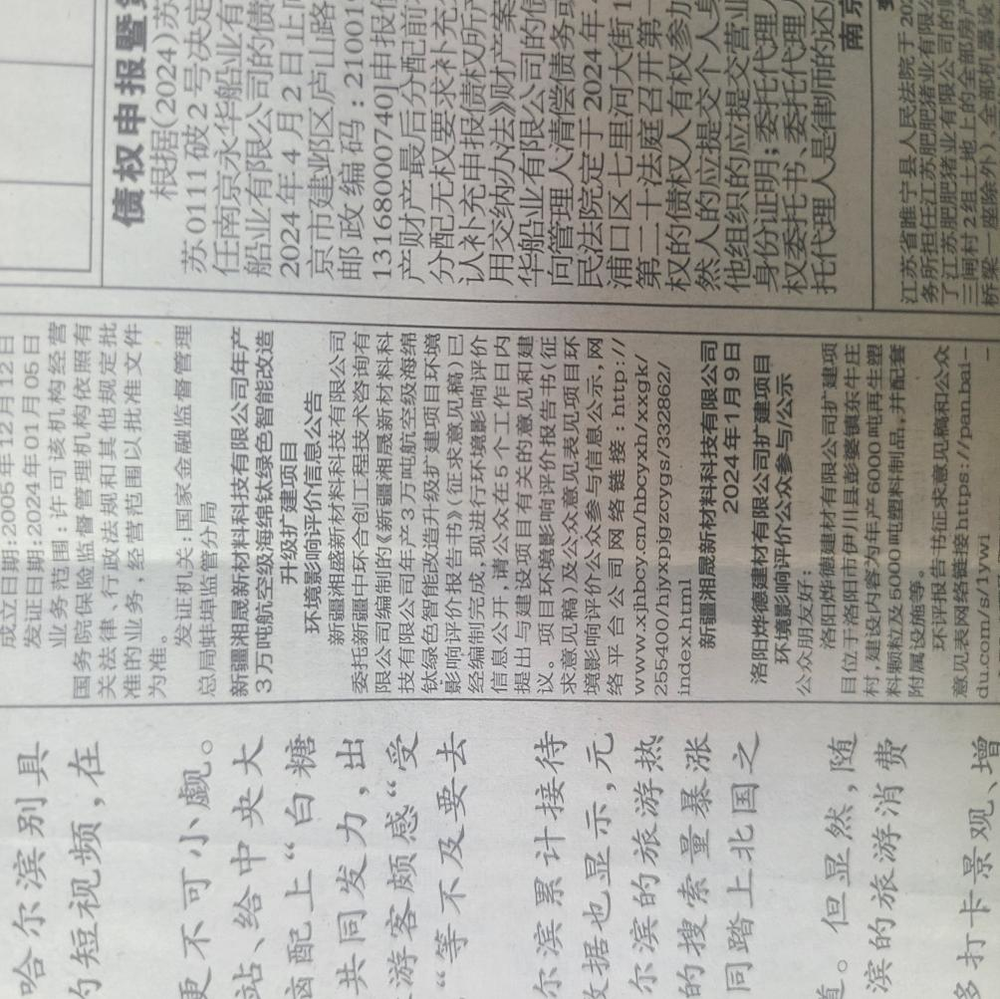 哈尔滨别具
的短视频,在
更不可小觑。
站、给中央大
脑配上“白糖
共同发力,出
游客颇感“受
“等不及要去
尔滨累计接待
数据也显示,元
尔滨的旅游热
的搜索量暴涨
同踏上北国之
道。但显然,随
滨的旅游消费
多打卡景观、增
成立日期:2005年12月12日
发证日期:2024年01月05日
业务范围:许可该机构经营
国务院保险监督管理机构依照有
关法律、行政法规和其他规定批
准的业务,经营范围以批准文件
为准。
发证机关:国家金融监督管理
总局蚌埠监管分局
新疆湘晟新材料科技有限公司年产
3万吨航空级海绵钛绿色智能改造
升级扩建项目
环境影响评价信息公告
新疆湘盛新材料科技有限公司
委托新疆中环合创工程技术咨询有
限公司编制的《新疆湘晟新材料科
技有限公司年产3万吨航空级海绵
钛绿色智能改造升级扩建项目环境
影响评价报告书》(征求意见稿)已
经编制完成,现进行环境影响评价
信息公开,请公众在5个工作日内
提出与建设项目有关的意见和建
议。项目环境影响评价报告书(征
求意见稿)及公众意见表见项目环
境影响评价公众参与信息公示,网
络平台公司网络链接:http://
www.xjhbcy.cn/hbcyxh/xxgk/
255400/hjyxpjgzcygs/332862/
index.html
新疆湘晟新材料科技有限公司
2024年1月9日
洛阳烨德建材有限公司扩建项目
环境影响评价公众参与/公示
公众朋友好:
洛阳烨德建材有限公司扩建项
目位于洛阳市伊川县彭婆镇东牛庄
村,建设内容为年产6000吨再生塑
料颗粒及5000吨塑料制品,并配套
附属设施等。
环评报告书征求意见稿和公众
意见表网络链接https://panbai-
du.com/s/1ywi
债权申报暨
根据(2024)苏
苏0111破2号决定
任南京永华船业有
船业有限公司的债
2024年4月2日止向
京市建邺区庐山路
邮政编码:21001
13168000740]申报债
产财产最后分配前
分配无权要求补充
认补充申报债权所产
用交纳办法》财产案
华船业有限公司的债
向管理人清偿债务或
民法院定于2024年
浦口区七里河大街1
第二十法庭召开第一
权的债权人有权参加
然人的应提交个人身
他组织的应提交营业
身份证明;委托代理人
权委托书、委托代理人
托代理人是律师的还应
南京
江苏省睢宁县人民法院于202
务所担任江苏肥肥猪业有限公
了江苏肥肥猪业有限公司的财
三闸村2组土地上的全部房产
桥梁一座除外)、全部机器设